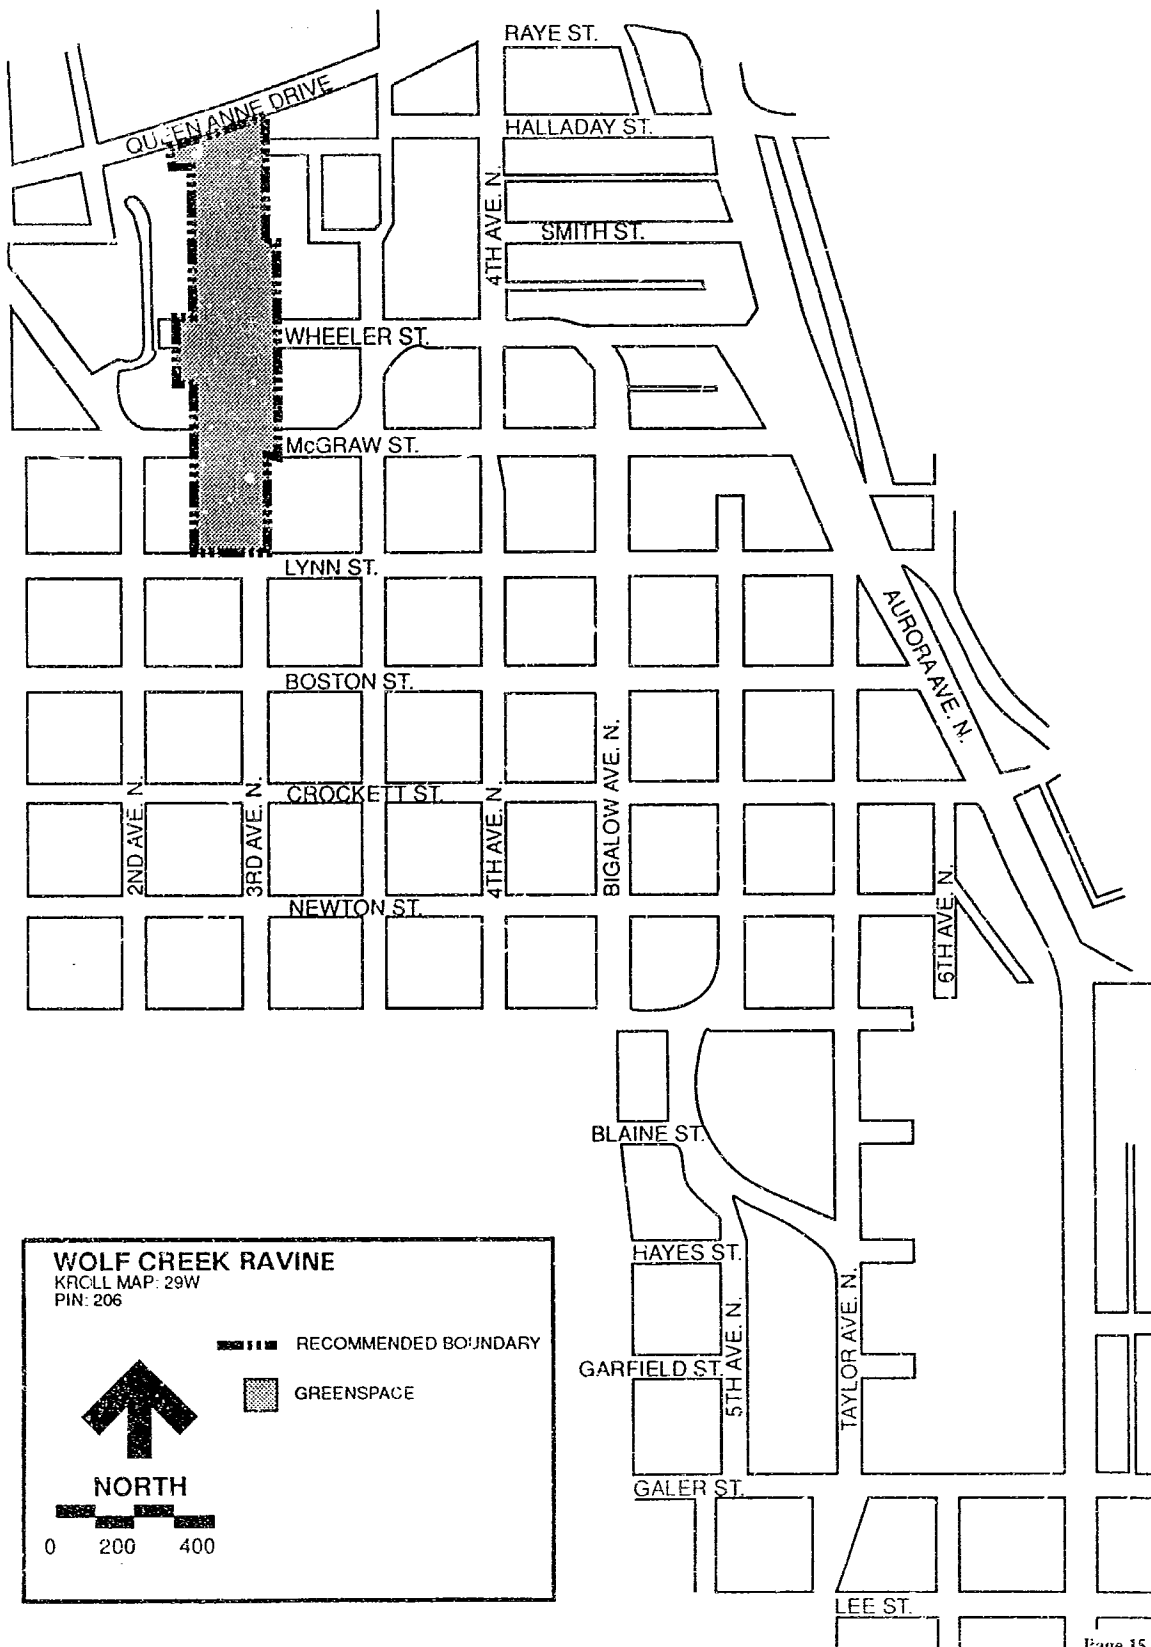 RAYE ST.
QUEEN ANNE DRIVE
HALLADAY ST.
4TH AVE. N.
SMITH ST.
WHEELER ST.
McGRAW ST.
LYNN ST.
AURORA AVE. N.
BOSTON ST.
2ND AVE. N.
3RD AVE. N.
CROCKETT ST.
4TH AVE. N.
BIGALOW AVE. N.
NEWTON ST.
6TH AVE. N.
BLAINE ST.
HAYES ST.
5TH AVE. N.
TAYLOR AVE. N.
GARFIELD ST.
GALER ST.
LEE ST.
WOLF CREEK RAVINE
KROLL MAP: 29W
PIN: 206
RECOMMENDED BOUNDARY
GREENSPACE
NORTH
0 200 400
Page 15